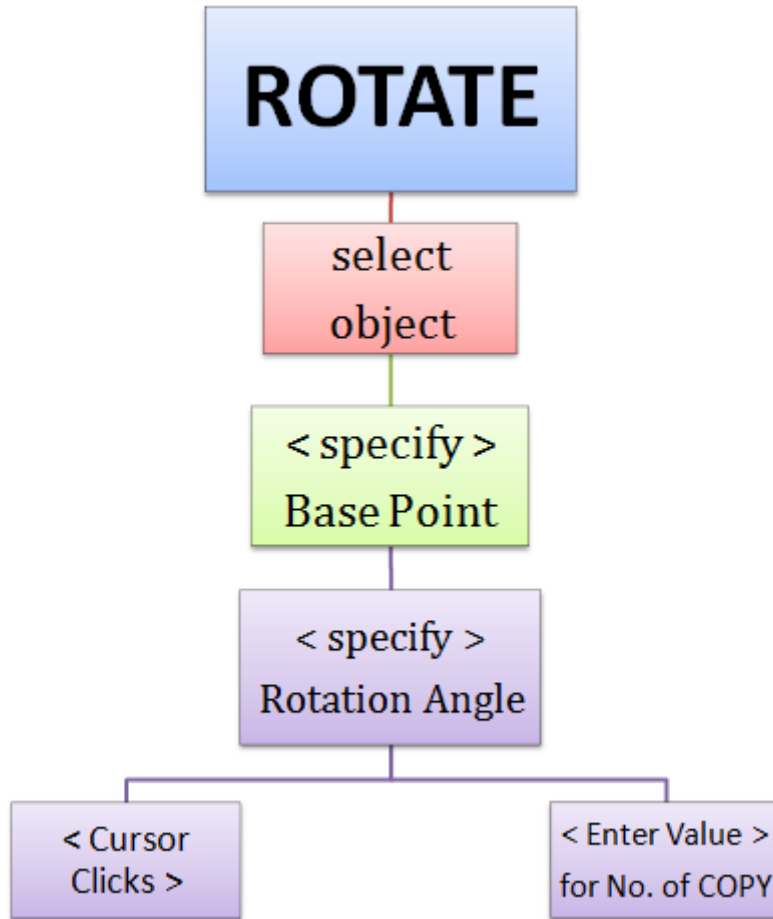 ROTATE
select
object
< specify >
Base Point
< specify >
Rotation Angle
< Cursor
Clicks >
< Enter Value >
for No. of COPY